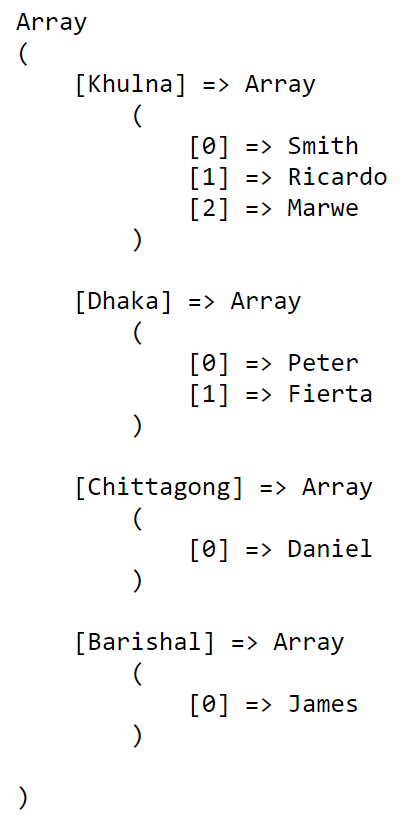 Array
(
    [Khulna] => Array
        (
            [0] => Smith
            [1] => Ricardo
            [2] => Marwe
        )

    [Dhaka] => Array
        (
            [0] => Peter
            [1] => Fierta
        )

    [Chittagong] => Array
        (
            [0] => Daniel
        )

    [Barishal] => Array
        (
            [0] => James
        )

)